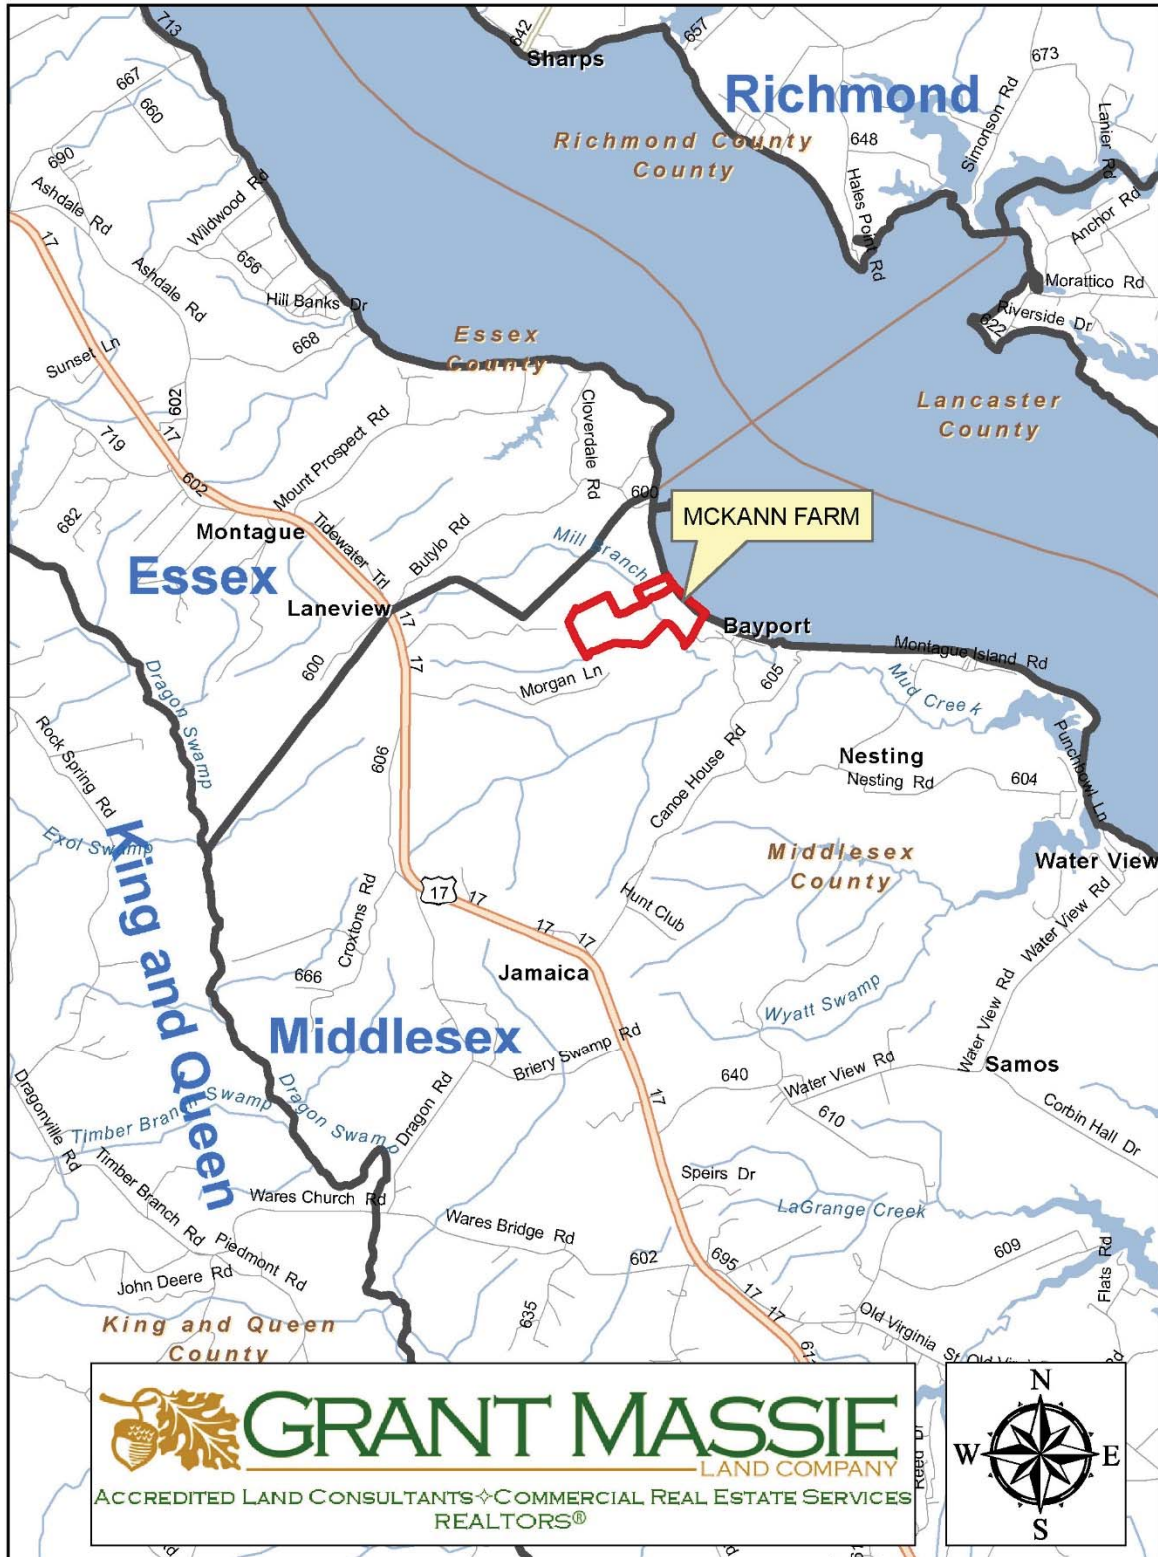 713
642
657
Sharps
673
667
Richmond
Simonson Rd
Lanier Rd
660
Richmond County
County
648
690
Ashdale Rd
Wildwood Rd
Hales Point Rd
Anchor Rd
17
656
Ashdale Rd
Hill Banks Dr
Morattico Rd
Riverside Dr
622
668
Essex
County
Sunset Ln
602
Cloverdale Rd
Lancaster
County
719
17
Mount Prospect Rd
602
600
682
MCKANN FARM
Montague
Tidewater Trl
Butylo Rd
Mill Branch
Essex
Laneview
17
Bayport
600
17
Montague Island Rd
Dragon Swamp
Morgan Ln
605
Mud Creek
Rock Spring Rd
606
Canoe House Rd
Nesting
Nesting Rd
604
Punchbowl Ln
Exol Swamp
King and Queen
Middlesex
County
Water View
17
17
Croxtons Rd
Hunt Club
Water View Rd
17
17
666
Jamaica
Wyatt Swamp
Water View Rd
Middlesex
Briery Swamp Rd
Samos
Dragonville Rd
Dragon Swamp
Dragon Rd
640
Water View Rd
17
610
Corbin Hall Dr
Timber Branch Swamp
Timber Branch Rd
Speirs Dr
Wares Church Rd
LaGrange Creek
Wares Bridge Rd
Piedmont Rd
602
695
609
Flats Rd
John Deere Rd
635
17
17
King and Queen
County
Old Virginia St
GRANT MASSIE
LAND COMPANY
ACCREDITED LAND CONSULTANTS✧COMMERCIAL REAL ESTATE SERVICES
REALTORS®
Reed Dr
N
W
E
S